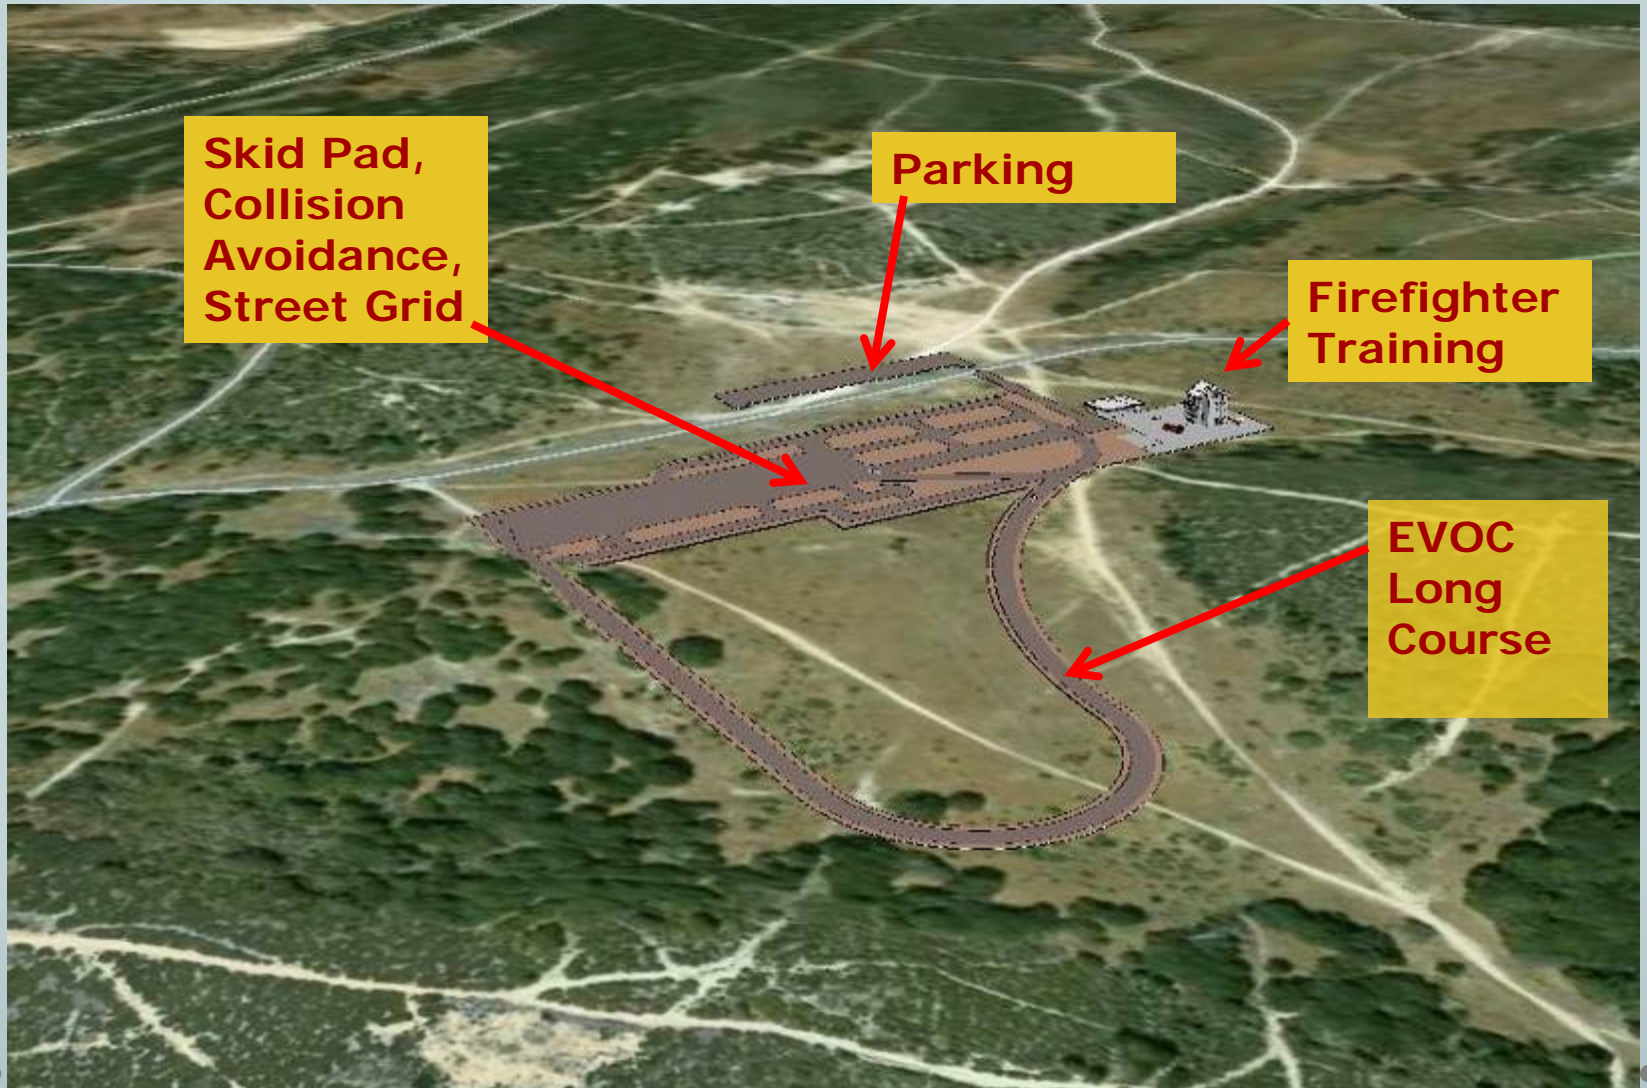 Skid Pad,
Collision
Avoidance,
Street Grid
Parking
Firefighter
Training
EVOC
Long
Course